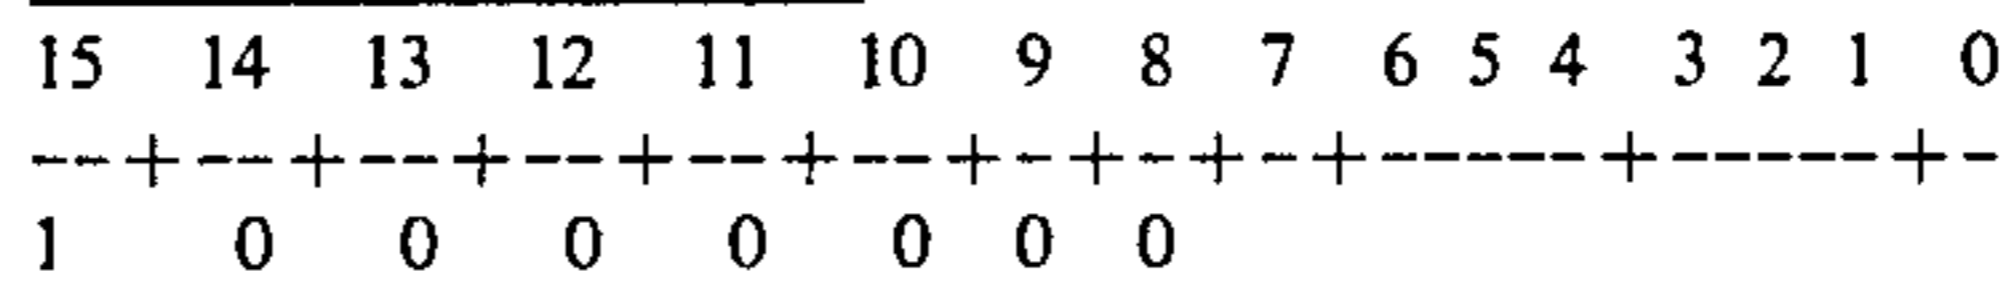 15 14 13 12 11 10 9 8 7 6 5 4 3 2 1 0
--+--+--+--+--+--+-+-+-+-----+-----+-
1 0 0 0 0 0 0 0